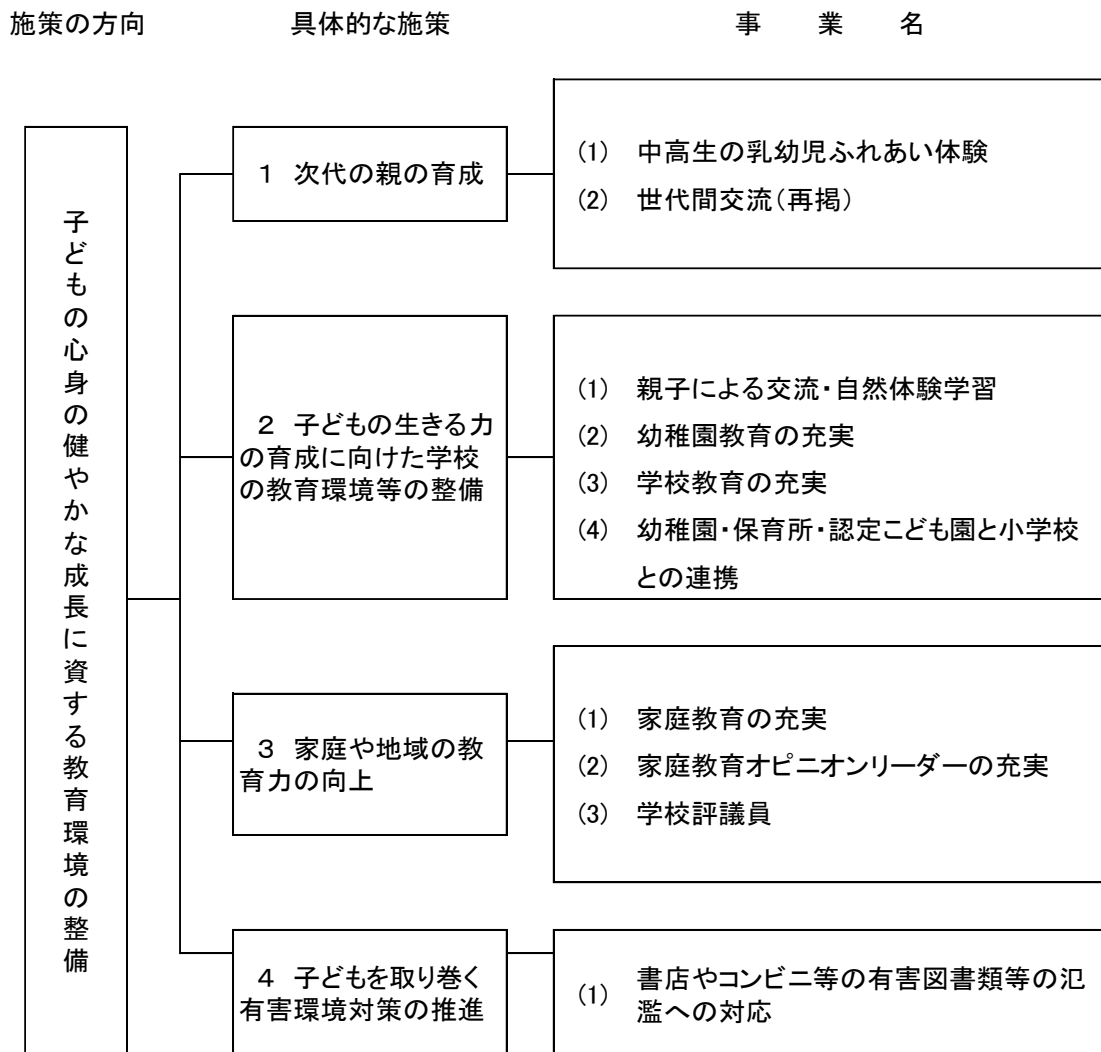 施策の方向 具体的な施策 事 業 名
子どもの心身の健やかな成長に資する教育環境の整備
1 次代の親の育成
(1) 中高生の乳幼児ふれあい体験
(2) 世代間交流(再掲)
2 子どもの生きる力
の育成に向けた学校
の教育環境等の整備
(1) 親子による交流・自然体験学習
(2) 幼稚園教育の充実
(3) 学校教育の充実
(4) 幼稚園・保育所・認定こども園と小学校
との連携
3 家庭や地域の教
育力の向上
(1) 家庭教育の充実
(2) 家庭教育オピニオンリーダーの充実
(3) 学校評議員
4 子どもを取り巻く
有害環境対策の推進
(1) 書店やコンビニ等の有害図書類等の氾
濫への対応